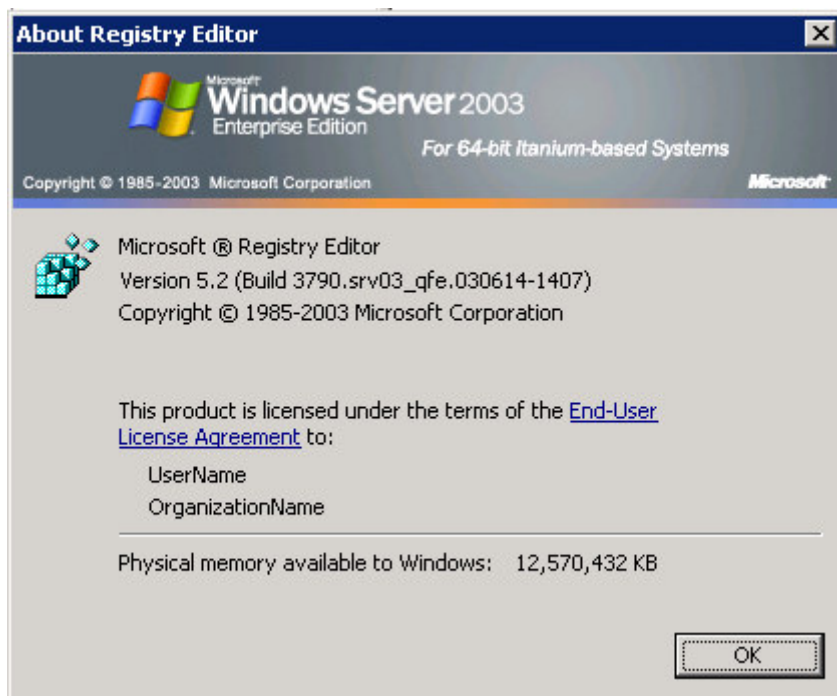 About Registry Editor
Microsoft
Windows Server 2003
Enterprise Edition
For 64-bit Itanium-based Systems
Copyright © 1985-2003 Microsoft Corporation
Microsoft
Microsoft ® Registry Editor
Version 5.2 (Build 3790.srv03_qfe.030614-1407)
Copyright © 1985-2003 Microsoft Corporation
This product is licensed under the terms of the End-User
License Agreement to:
UserName
OrganizationName
Physical memory available to Windows: 12,570,432 KB
OK